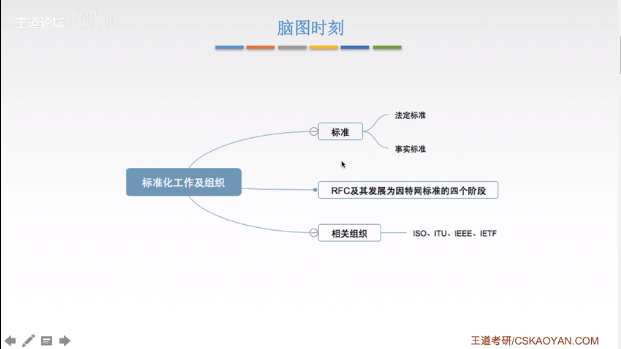 王道论坛
脑图时刻
标准
法定标准
事实标准
标准化工作及组织
RFC及其发展为因特网标准的四个阶段
相关组织
ISO、ITU、IEEE、IETF
王道考研/CSKAOYAN.COM